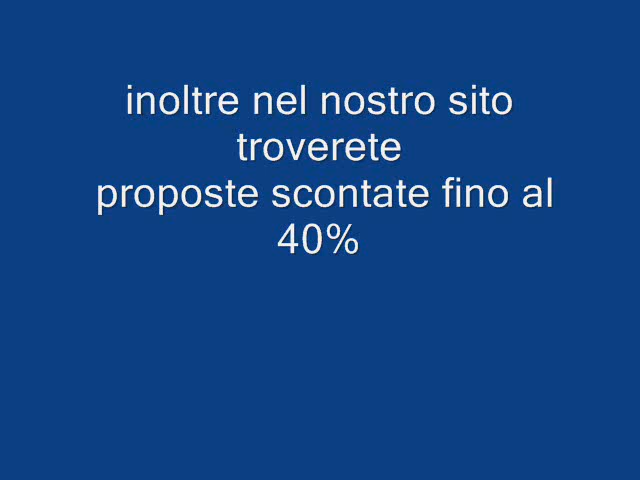 inoltre nel nostro sito
troverete
proposte scontate fino al
40%